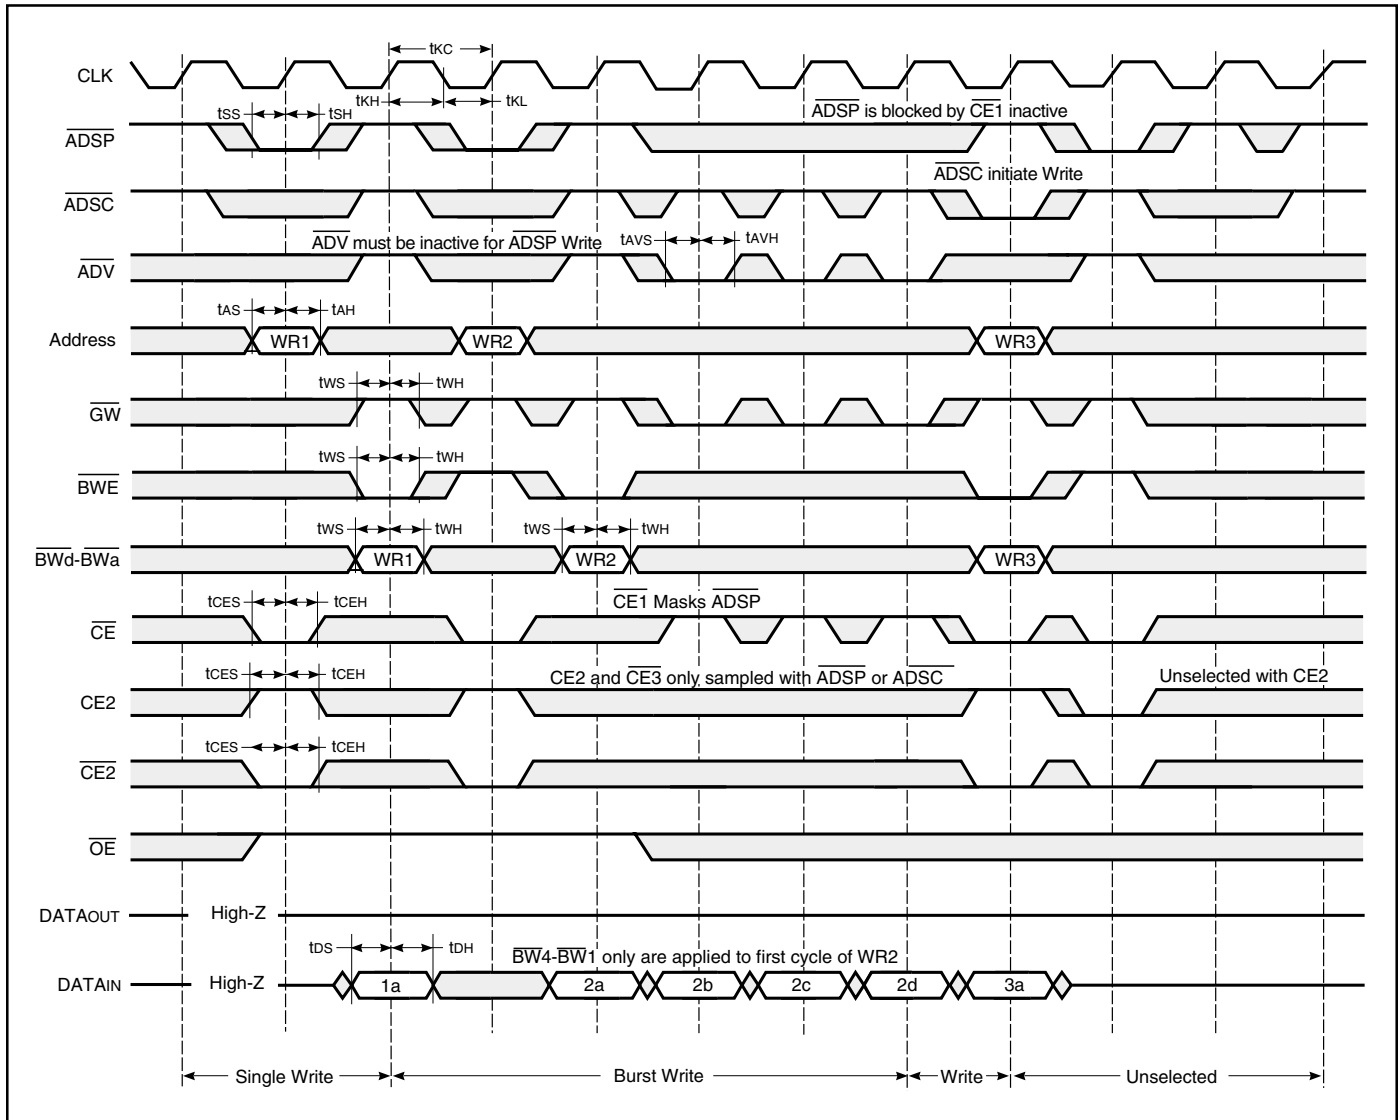 tKC
CLK
tKH tKL
tSS tSH
ADSP is blocked by CE1 inactive
ADSP
ADSC initiate Write
ADSC
ADV must be inactive for ADSP Write
tAVS tAVH
ADV
tAS tAH
Address WR1 WR2 WR3
tWS tWH
GW
tWS tWH
BWE
tWS tWH tWS tWH
BWd-BWa WR1 WR2 WR3
tCES tCEH
CE1 Masks ADSP
CE
tCES tCEH
CE2 and CE3 only sampled with ADSP or ADSC
Unselected with CE2
CE2
tCES tCEH
CE2
OE
DATAOUT High-Z
tDS tDH
BW4-BW1 only are applied to first cycle of WR2
DATAIN High-Z 1a 2a 2b 2c 2d 3a
Single Write Burst Write Write Unselected